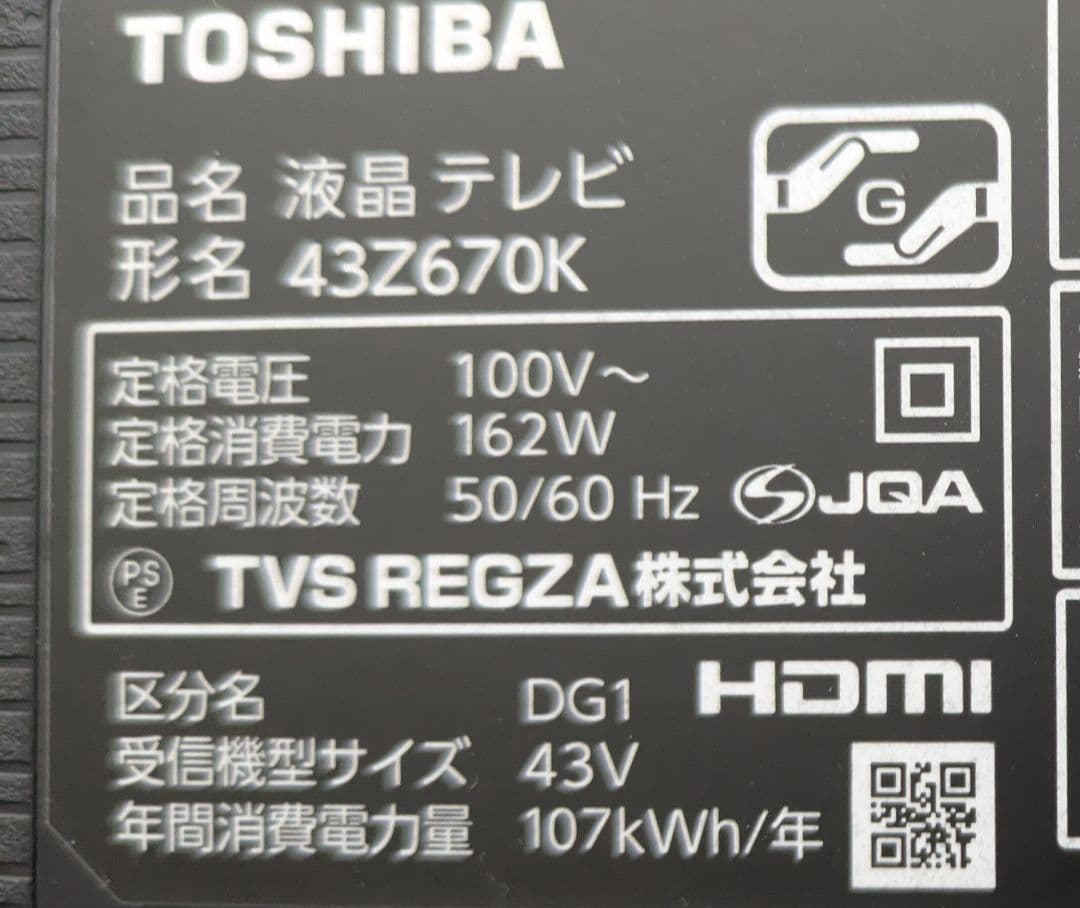 TOSHIBA
品名 液晶テレビ
形名 43Z670K
G
定格電圧 100V～
定格消費電力 162W
定格周波数 50/60 Hz JQA
PS
E TVS REGZA株式会社
区分名 DG1 HDMI
受信機型サイズ 43V
年間消費電力量 107kWh/年